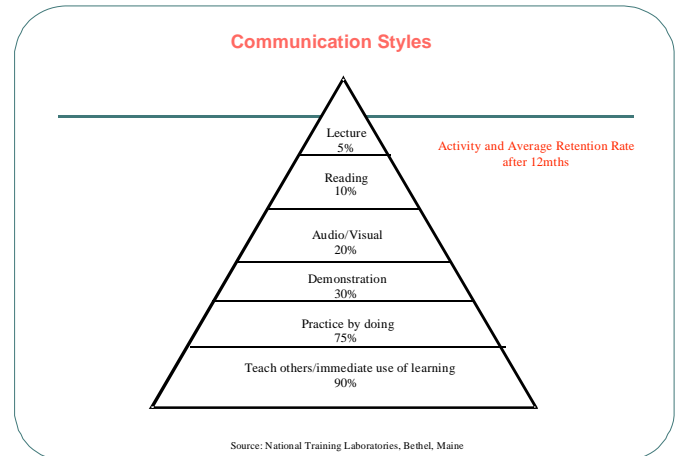 Communication Styles
Lecture
5%
Activity and Average Retention Rate
after 12mths
Reading
10%
Audio/Visual
20%
Demonstration
30%
Practice by doing
75%
Teach others/immediate use of learning
90%
Source: National Training Laboratories, Bethel, Maine